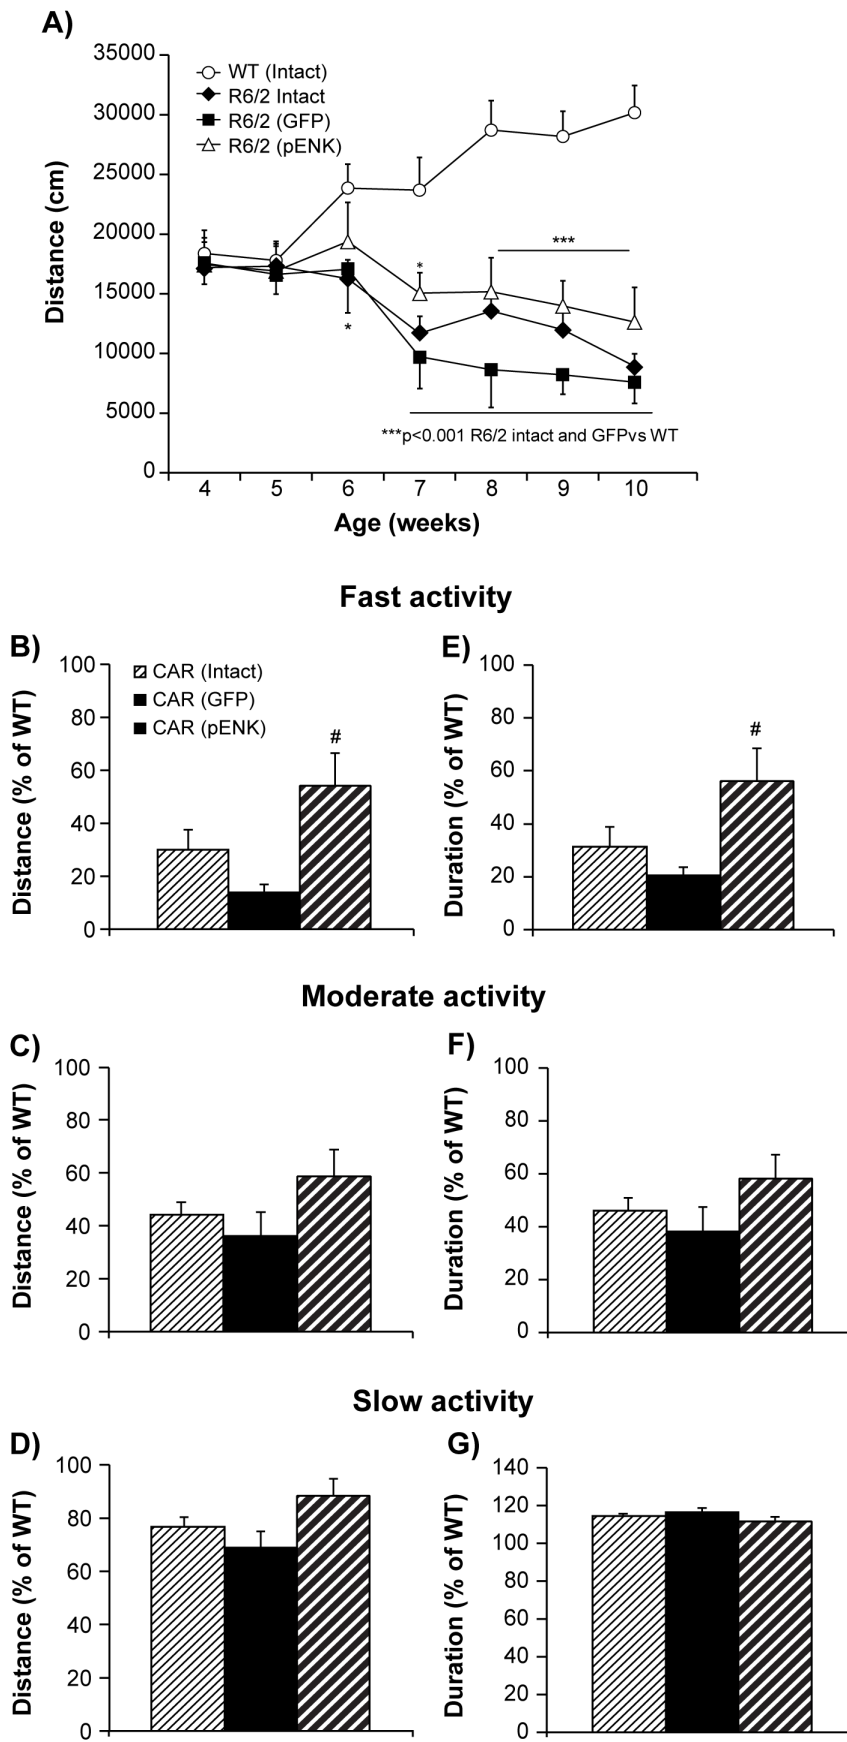 A)
35000
30000
25000
20000
15000
10000
5000
0
Distance (cm)
WT (Intact)
R6/2 Intact
R6/2 (GFP)
R6/2 (pENK)
*
*
***
***p<0.001 R6/2 intact and GFPvs WT
4 5 6 7 8 9 10
Age (weeks)
Fast activity
B)
100
80
60
40
20
0
Distance (% of WT)
CAR (Intact)
CAR (GFP)
CAR (pENK)
#
E)
100
80
60
40
20
0
Duration (% of WT)
#
Moderate activity
C)
100
80
60
40
20
0
Distance (% of WT)
F)
100
80
60
40
20
0
Duration (% of WT)
Slow activity
D)
100
80
60
40
20
0
Distance (% of WT)
G)
140
120
100
80
60
40
20
0
Duration (% of WT)